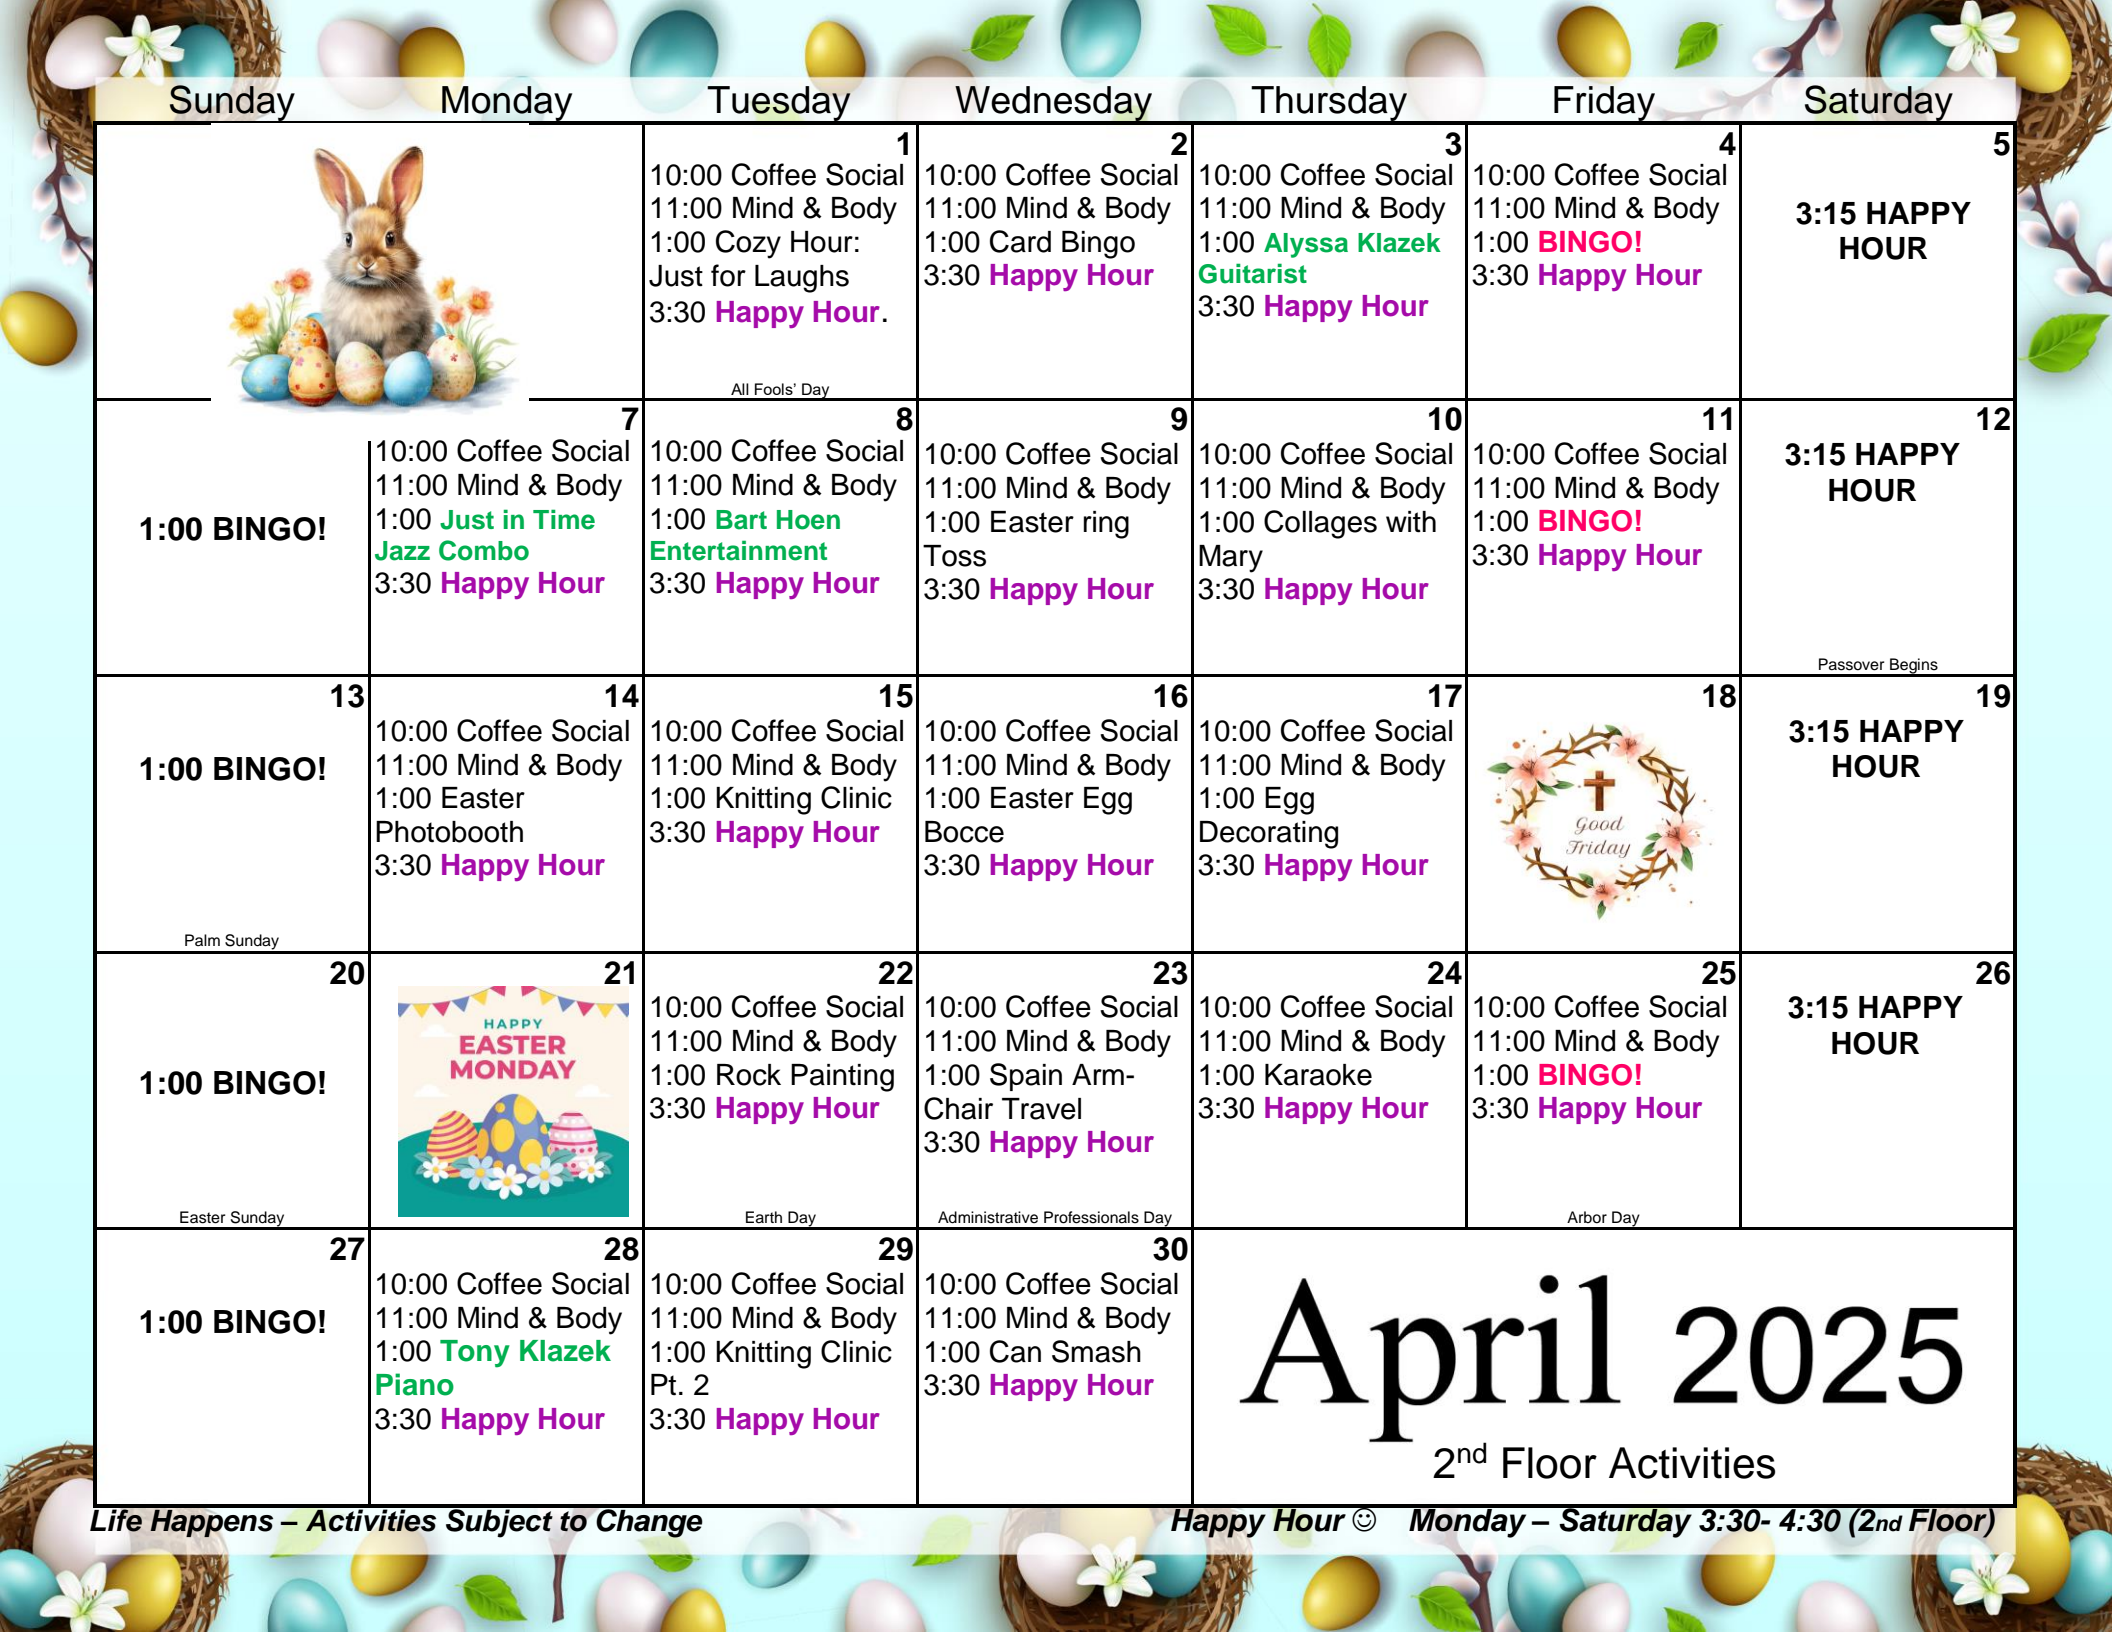 Sunday Monday Tuesday Wednesday Thursday Friday Saturday
1
10:00 Coffee Social
11:00 Mind & Body
1:00 Cozy Hour:
Just for Laughs
3:30 Happy Hour.
All Fools’ Day
2
10:00 Coffee Social
11:00 Mind & Body
1:00 Card Bingo
3:30 Happy Hour
3
10:00 Coffee Social
11:00 Mind & Body
1:00 Alyssa Klazek
Guitarist
3:30 Happy Hour
4
10:00 Coffee Social
11:00 Mind & Body
1:00 BINGO!
3:30 Happy Hour
5
3:15 HAPPY
HOUR
1:00 BINGO!
7
10:00 Coffee Social
11:00 Mind & Body
1:00 Just in Time
Jazz Combo
3:30 Happy Hour
8
10:00 Coffee Social
11:00 Mind & Body
1:00 Bart Hoen
Entertainment
3:30 Happy Hour
9
10:00 Coffee Social
11:00 Mind & Body
1:00 Easter ring
Toss
3:30 Happy Hour
10
10:00 Coffee Social
11:00 Mind & Body
1:00 Collages with
Mary
3:30 Happy Hour
11
10:00 Coffee Social
11:00 Mind & Body
1:00 BINGO!
3:30 Happy Hour
12
3:15 HAPPY
HOUR
Passover Begins
13
1:00 BINGO!
Palm Sunday
14
10:00 Coffee Social
11:00 Mind & Body
1:00 Easter
Photobooth
3:30 Happy Hour
15
10:00 Coffee Social
11:00 Mind & Body
1:00 Knitting Clinic
3:30 Happy Hour
16
10:00 Coffee Social
11:00 Mind & Body
1:00 Easter Egg
Bocce
3:30 Happy Hour
17
10:00 Coffee Social
11:00 Mind & Body
1:00 Egg
Decorating
3:30 Happy Hour
18
Good
Friday
19
3:15 HAPPY
HOUR
20
1:00 BINGO!
Easter Sunday
21
HAPPY
EASTER
MONDAY
22
10:00 Coffee Social
11:00 Mind & Body
1:00 Rock Painting
3:30 Happy Hour
Earth Day
23
10:00 Coffee Social
11:00 Mind & Body
1:00 Spain Arm-
Chair Travel
3:30 Happy Hour
Administrative Professionals Day
24
10:00 Coffee Social
11:00 Mind & Body
1:00 Karaoke
3:30 Happy Hour
25
10:00 Coffee Social
11:00 Mind & Body
1:00 BINGO!
3:30 Happy Hour
Arbor Day
26
3:15 HAPPY
HOUR
27
1:00 BINGO!
28
10:00 Coffee Social
11:00 Mind & Body
1:00 Tony Klazek
Piano
3:30 Happy Hour
29
10:00 Coffee Social
11:00 Mind & Body
1:00 Knitting Clinic
Pt. 2
3:30 Happy Hour
30
10:00 Coffee Social
11:00 Mind & Body
1:00 Can Smash
3:30 Happy Hour
April 2025
2nd Floor Activities
Life Happens – Activities Subject to Change
Happy Hour ☺ Monday – Saturday 3:30- 4:30 (2nd Floor)